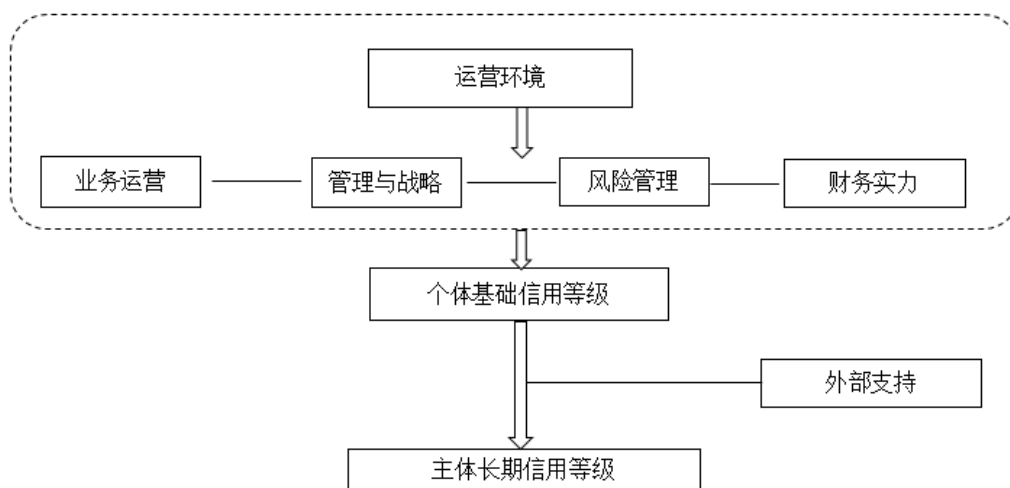 运营环境
业务运营
管理与战略
风险管理
财务实力
个体基础信用等级
外部支持
主体长期信用等级